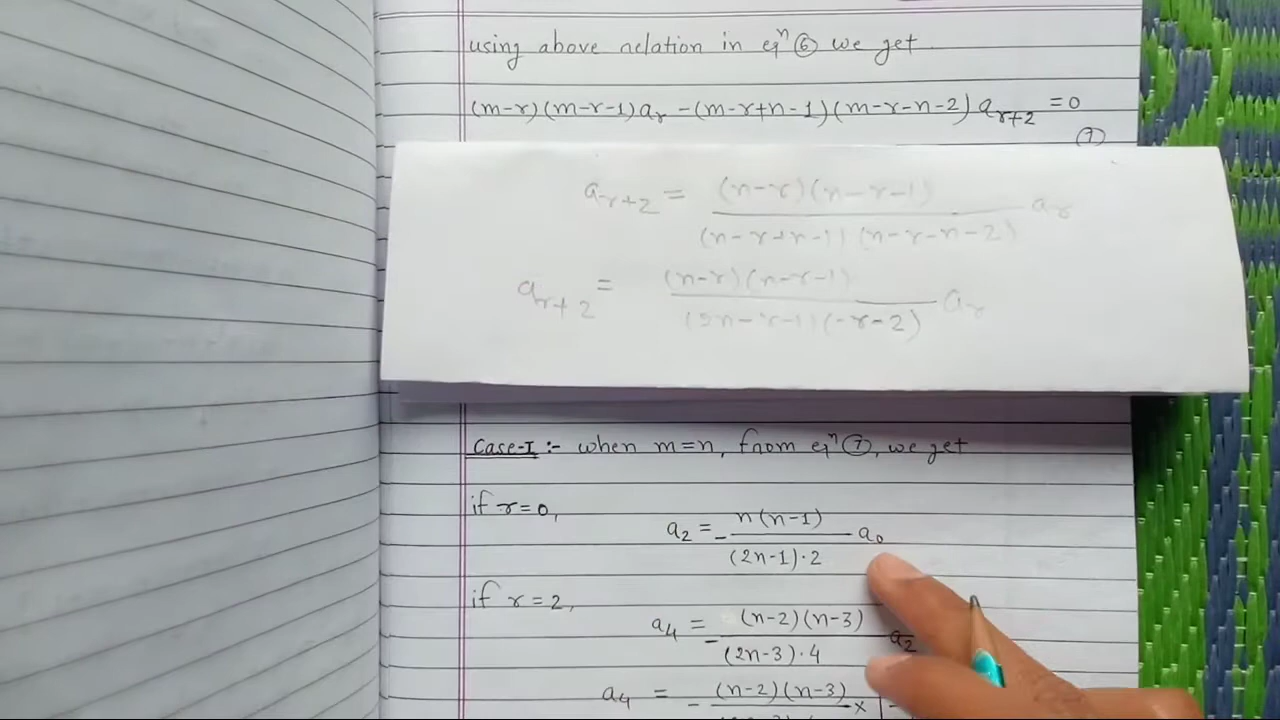 using above relation in eqⁿ ⑥ we get
(m-r)(m-r-1)aᵣ -(m-r+n-1)(m-r-n-2)aᵣ₊₂ = 0
⑦
aᵣ₊₂ = (n-r)(n-r-1) / (n-r+n-1)(n-r-n-2) aᵣ
aᵣ₊₂ = (n-r)(n-r-1) / (2n-r-1)(-r-2) aᵣ
Case-I :- when m=n, from eqⁿ ⑦, we get
if r=0,
a₂ = - n(n-1) / (2n-1)·2 a₀
if r=2,
a₄ = - (n-2)(n-3) / (2n-3)·4 a₂
a₄ = - (n-2)(n-3) ×